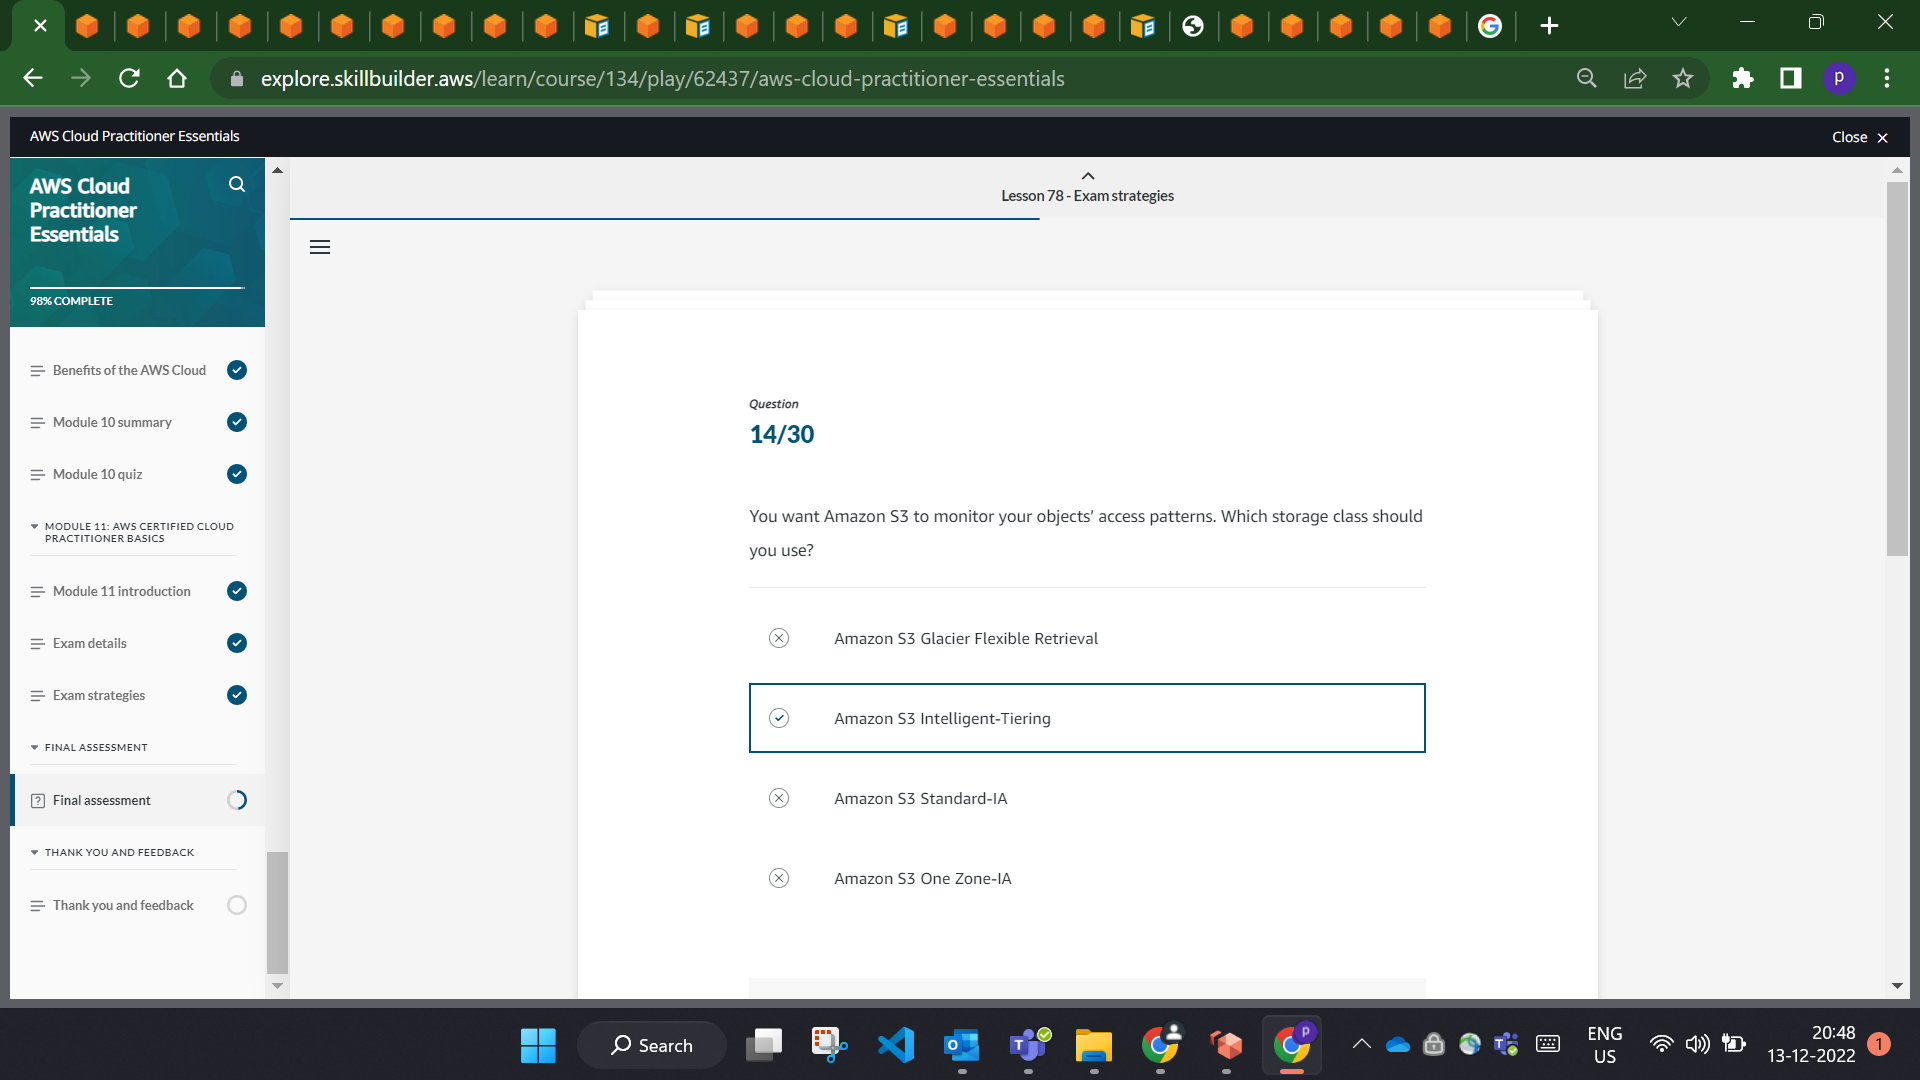 explore.skillbuilder.aws/learn/course/134/play/62437/aws-cloud-practitioner-essentials
p
AWS Cloud Practitioner Essentials
Close
AWS Cloud
Practitioner
Essentials
98% COMPLETE
Benefits of the AWS Cloud
Module 10 summary
Module 10 quiz
MODULE 11: AWS CERTIFIED CLOUD
PRACTITIONER BASICS
Module 11 introduction
Exam details
Exam strategies
FINAL ASSESSMENT
Final assessment
THANK YOU AND FEEDBACK
Thank you and feedback
Lesson 78 - Exam strategies
Question
14/30
You want Amazon S3 to monitor your objects’ access patterns. Which storage class should
you use?
Amazon S3 Glacier Flexible Retrieval
Amazon S3 Intelligent-Tiering
Amazon S3 Standard-IA
Amazon S3 One Zone-IA
Search
p
ENG
US
20:48
13-12-2022
1